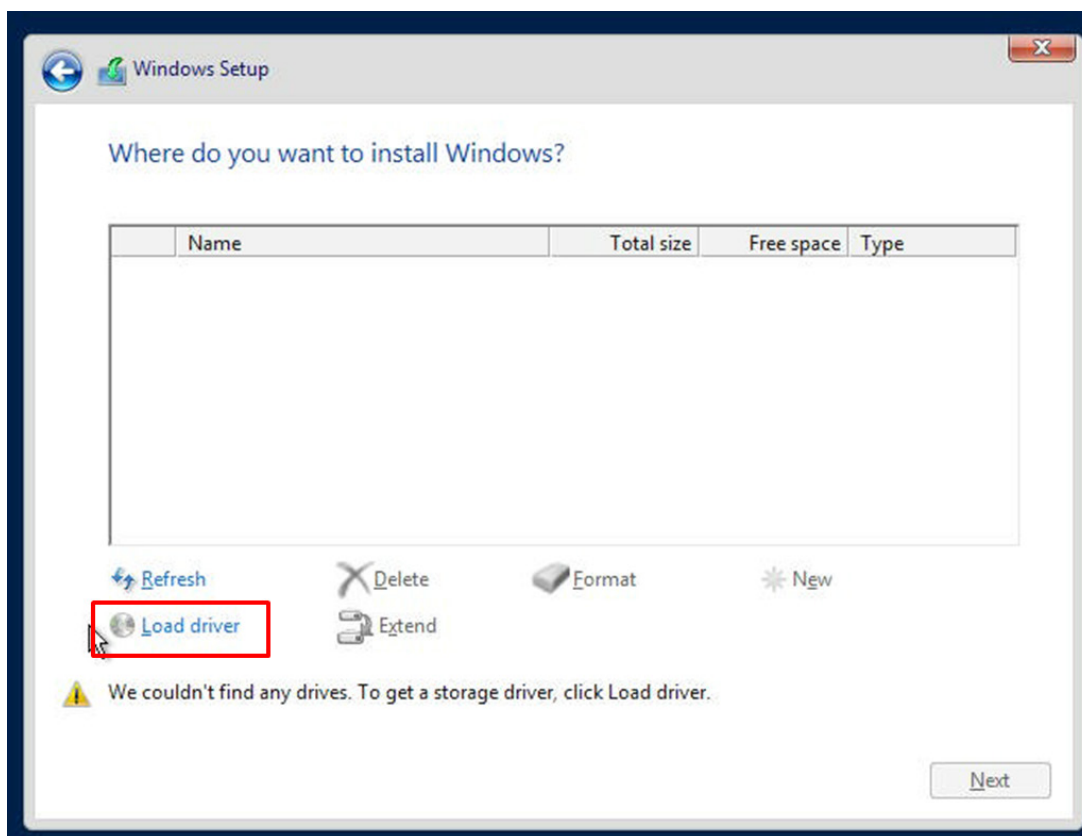 Windows Setup
Where do you want to install Windows?
Name Total size Free space Type
Refresh Delete Format New
Load driver Extend
We couldn't find any drives. To get a storage driver, click Load driver.
Next